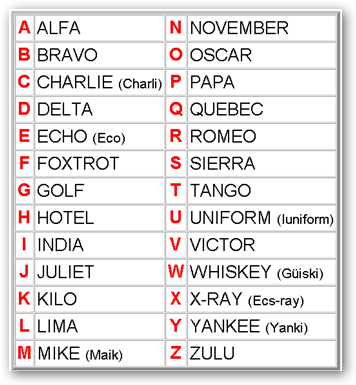 A ALFA N NOVEMBER
B BRAVO O OSCAR
C CHARLIE (Charli) P PAPA
D DELTA Q QUEBEC
E ECHO (Eco) R ROMEO
F FOXTROT S SIERRA
G GOLF T TANGO
H HOTEL U UNIFORM (Iuniform)
I INDIA V VICTOR
J JULIET W WHISKEY (Güiski)
K KILO X X-RAY (Ecs-ray)
L LIMA Y YANKEE (Yanki)
M MIKE (Maik) Z ZULU